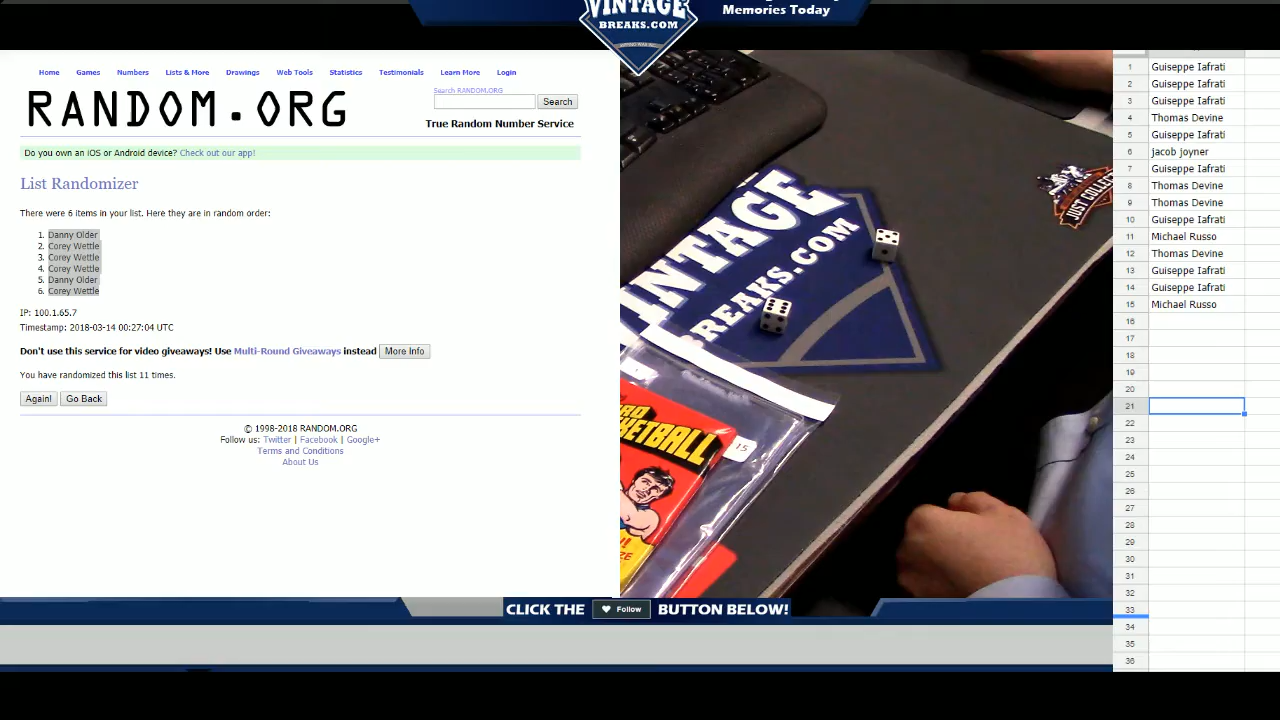 VINTAGE
BREAKS.COM
Memories Today
Home Games Numbers Lists & More Drawings Web Tools Statistics Testimonials Learn More Login
RANDOM.ORG
Search RANDOM.ORG
Search
True Random Number Service
Do you own an iOS or Android device? Check out our app!
List Randomizer
There were 6 items in your list. Here they are in random order:
1. Danny Older
2. Corey Wettle
3. Corey Wettle
4. Corey Wettle
5. Danny Older
6. Corey Wettle
IP: 100.1.65.7
Timestamp: 2018-03-14 00:27:04 UTC
Don't use this service for video giveaways! Use Multi-Round Giveaways instead More Info
You have randomized this list 11 times.
Again! Go Back
© 1998-2018 RANDOM.ORG
Follow us: Twitter | Facebook | Google+
Terms and Conditions
About Us
INTAGE
REAKS.COM
JUST COLLECT
KETBALL
15
CLICK THE Follow BUTTON BELOW!
1 Guiseppe Iafrati
2 Guiseppe Iafrati
3 Guiseppe Iafrati
4 Thomas Devine
5 Guiseppe Iafrati
6 jacob joyner
7 Guiseppe Iafrati
8 Thomas Devine
9 Thomas Devine
10 Guiseppe Iafrati
11 Michael Russo
12 Thomas Devine
13 Guiseppe Iafrati
14 Guiseppe Iafrati
15 Michael Russo
16
17
18
19
20
21
22
23
24
25
26
27
28
29
30
31
32
33
34
35
36